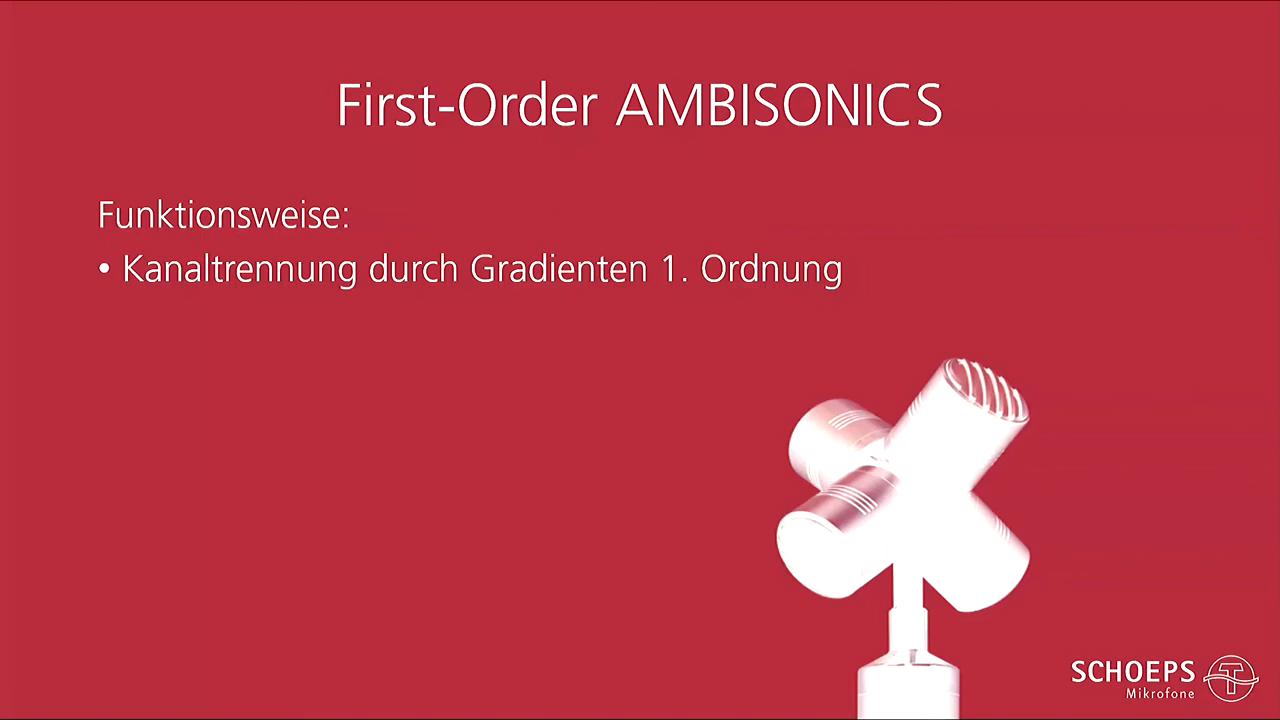 First-Order AMBISONICS
Funktionsweise:
• Kanaltrennung durch Gradienten 1. Ordnung
SCHOEPS
Mikrofone